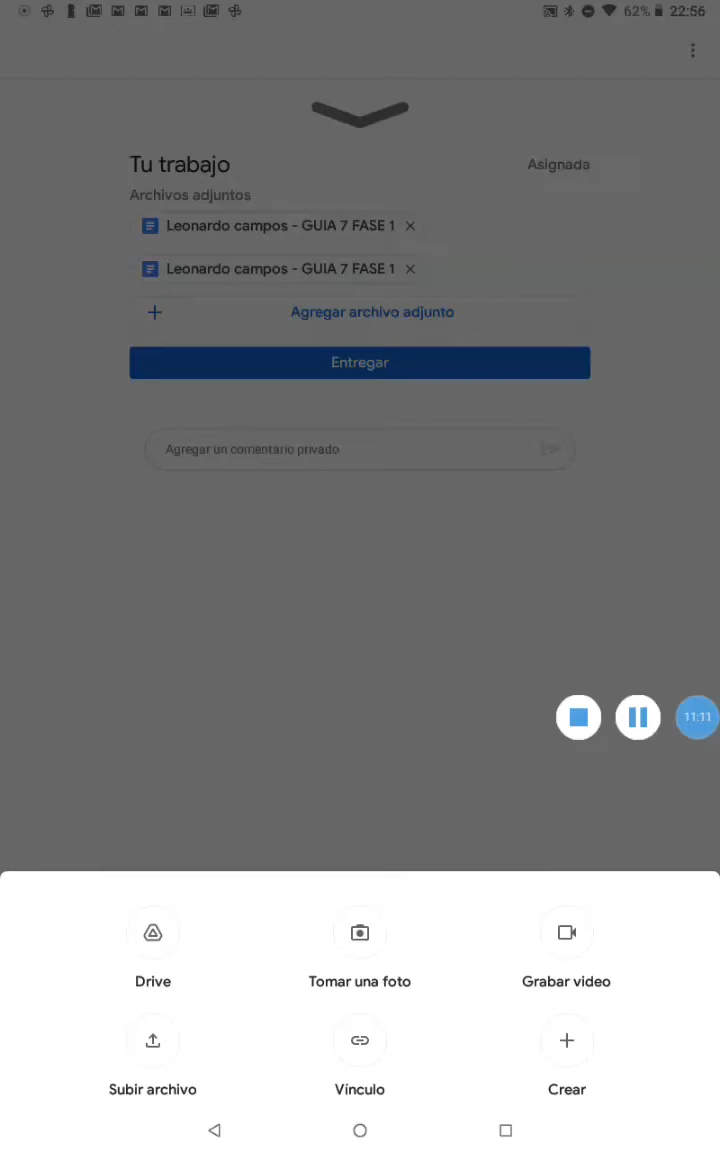 62% 22:56
Tu trabajo
Asignada
Archivos adjuntos
Leonardo campos - GUIA 7 FASE 1
Leonardo campos - GUIA 7 FASE 1
Agregar archivo adjunto
Entregar
Agregar un comentario privado
11:11
Drive
Tomar una foto
Grabar video
Subir archivo
Vínculo
Crear